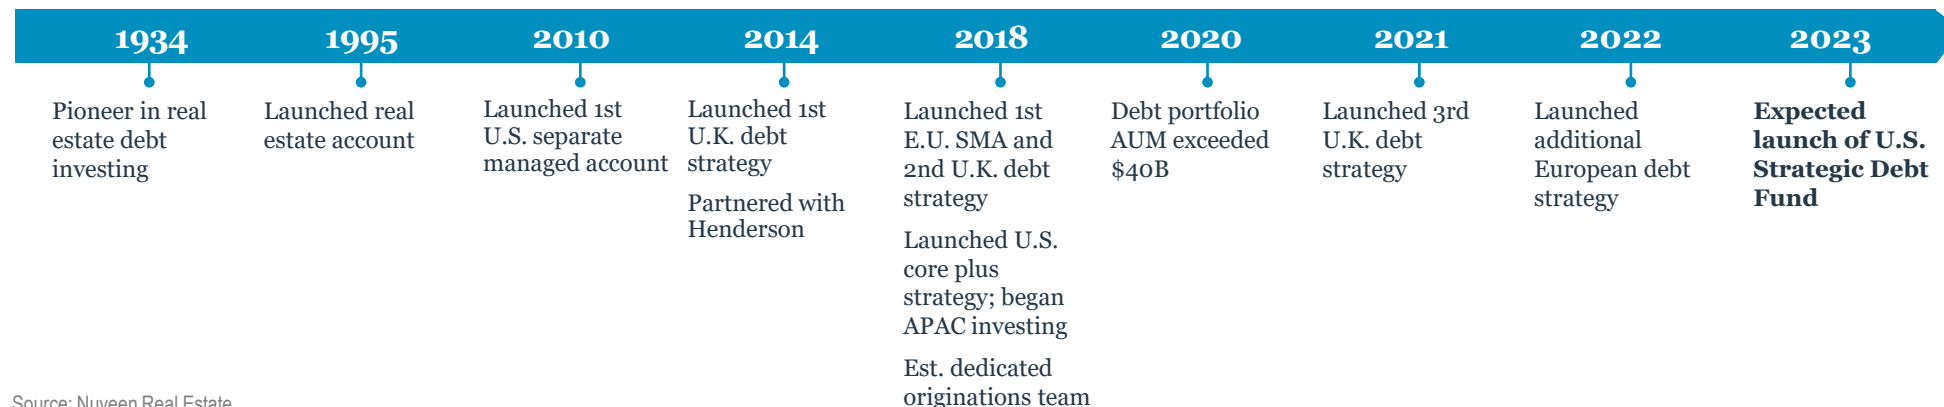 1934
1995
2010
2014
2018
2020
2021
2022
2023
Pioneer in real
estate debt
investing
Launched real
estate account
Launched 1st
U.S. separate
managed account
Launched 1st
U.K. debt
strategy
Partnered with
Henderson
Launched 1st
E.U. SMA and
2nd U.K. debt
strategy
Launched U.S.
core plus
strategy; began
APAC investing
Est. dedicated
originations team
Debt portfolio
AUM exceeded
$40B
Launched 3rd
U.K. debt
strategy
Launched
additional
European debt
strategy
Expected
launch of U.S.
Strategic Debt
Fund
Source: Nuveen Real Estate